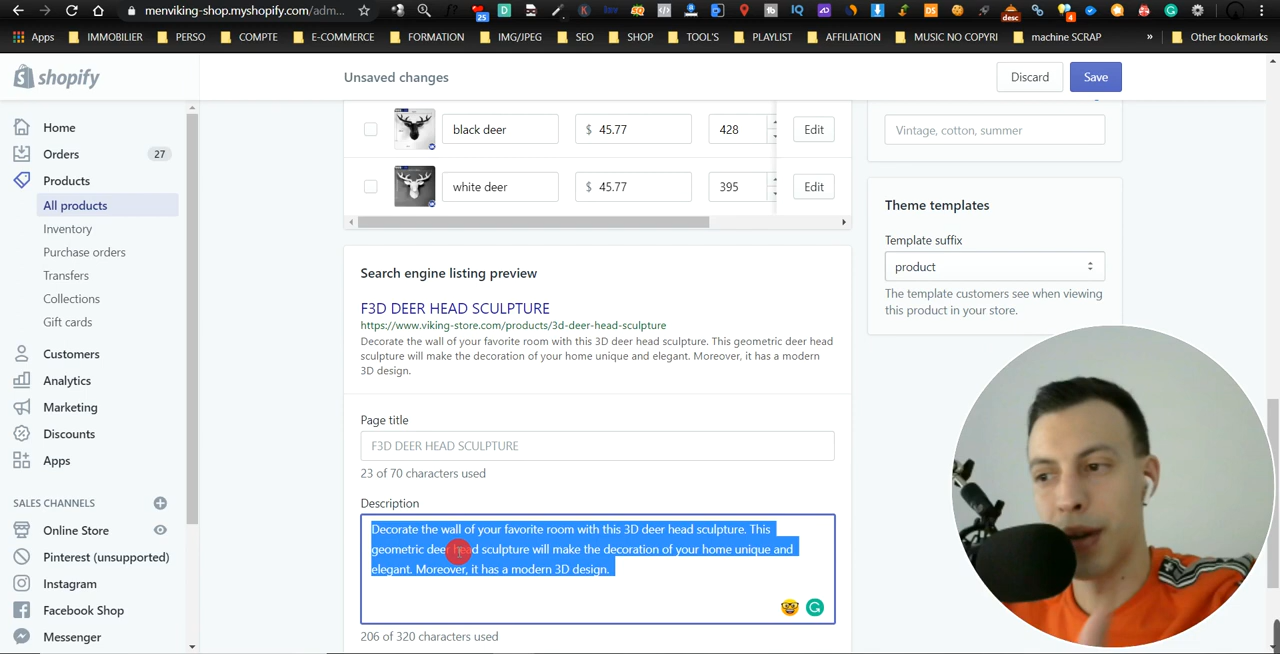 menviking-shop.myshopify.com/adm...
25
desc
4
Apps
IMMOBILIER
PERSO
COMPTE
E-COMMERCE
FORMATION
IMG/JPEG
SEO
SHOP
TOOL'S
PLAYLIST
AFFILIATION
MUSIC NO COPYRI
machine SCRAP
»
Other bookmarks
shopify
Unsaved changes
Discard
Save
Home
Orders
27
Products
All products
Inventory
Purchase orders
Transfers
Collections
Gift cards
Customers
Analytics
Marketing
Discounts
Apps
SALES CHANNELS
Online Store
Pinterest (unsupported)
Instagram
Facebook Shop
Messenger
black deer
$ 45.77
428
Edit
white deer
$ 45.77
395
Edit
Search engine listing preview
F3D DEER HEAD SCULPTURE
https://www.viking-store.com/products/3d-deer-head-sculpture
Decorate the wall of your favorite room with this 3D deer head sculpture. This geometric deer head
sculpture will make the decoration of your home unique and elegant. Moreover, it has a modern
3D design.
Page title
F3D DEER HEAD SCULPTURE
23 of 70 characters used
Description
Decorate the wall of your favorite room with this 3D deer head sculpture. This
geometric deer head sculpture will make the decoration of your home unique and
elegant. Moreover, it has a modern 3D design.
206 of 320 characters used
Vintage, cotton, summer
Theme templates
Template suffix
product
The template customers see when viewing
this product in your store.